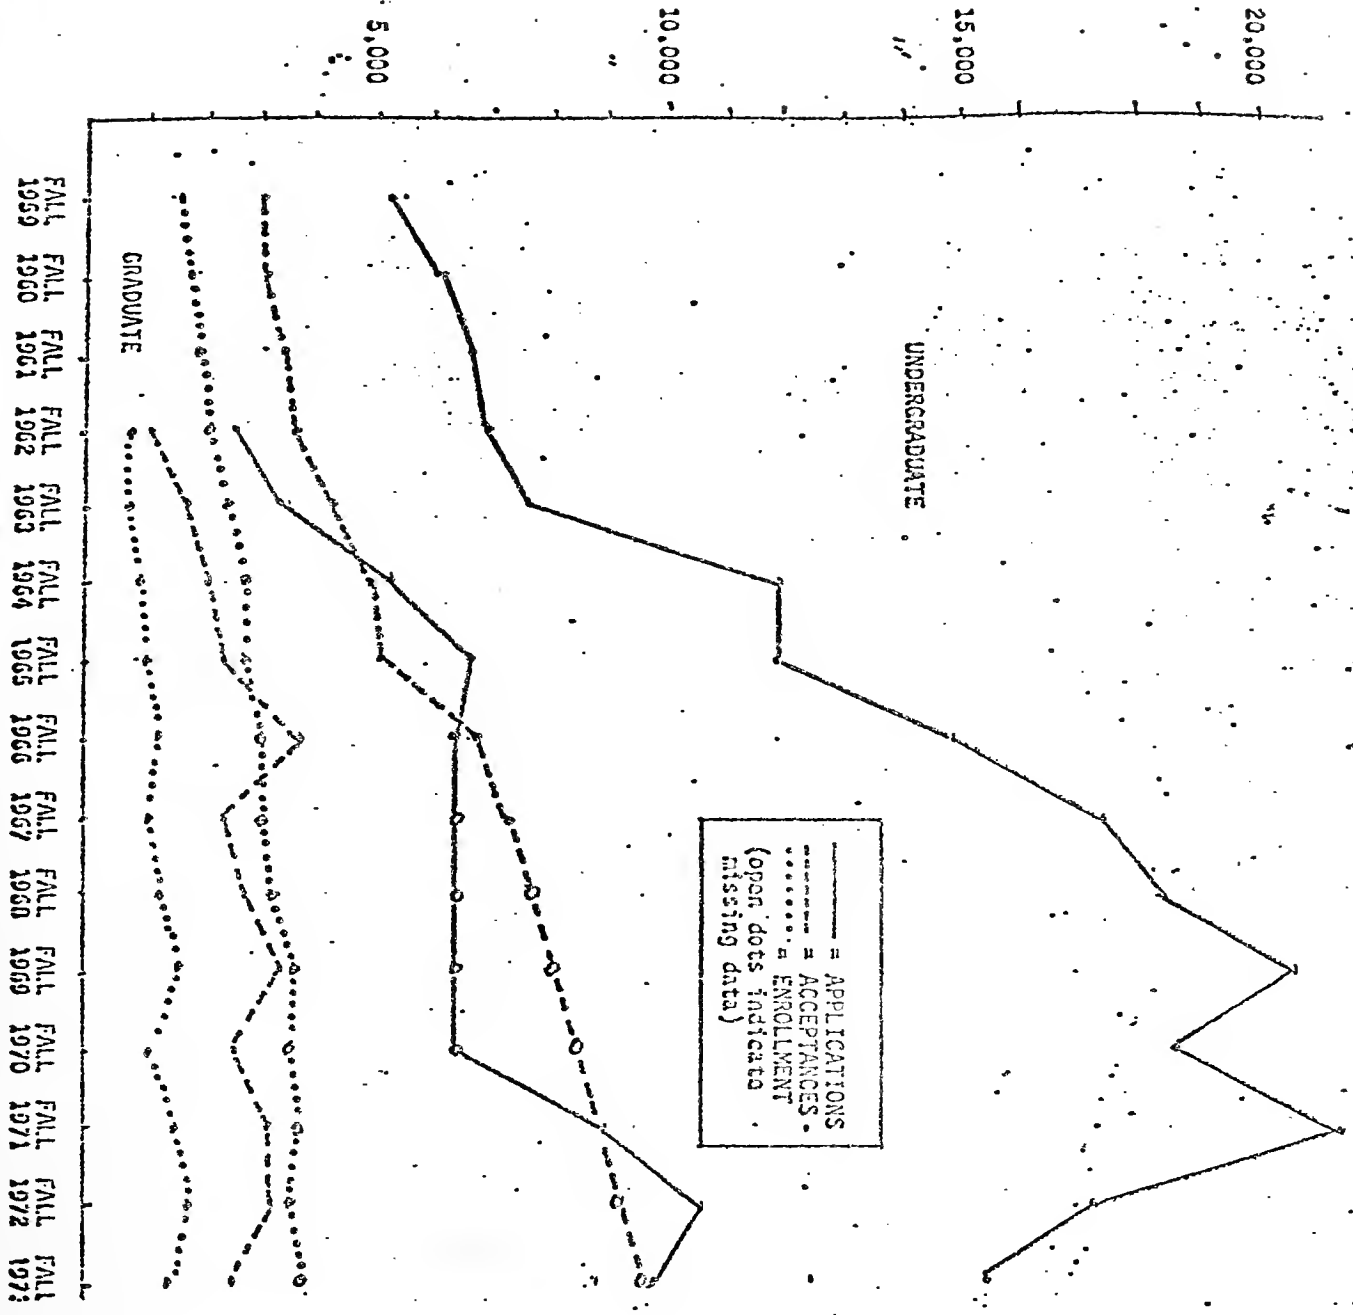 20,000
15,000
10,000
5,000
UNDERGRADUATE
GRADUATE
——— = APPLICATIONS
------ = ACCEPTANCES
....... = ENROLLMENT
(open dots indicate
missing data)
FALL
1969
FALL
1960
FALL
1961
FALL
1962
FALL
1963
FALL
1964
FALL
1965
FALL
1966
FALL
1967
FALL
1968
FALL
1969
FALL
1970
FALL
1971
FALL
1972
FALL
1973